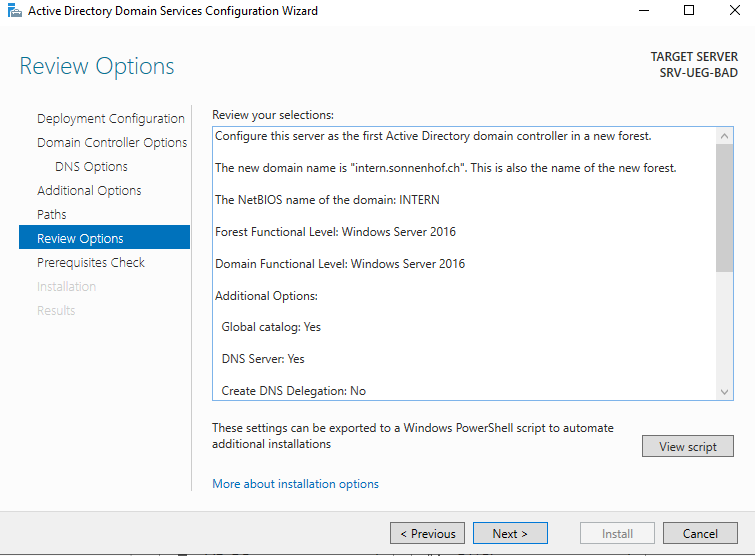 Active Directory Domain Services Configuration Wizard
Review Options
TARGET SERVER
SRV-UEG-BAD
Deployment Configuration
Domain Controller Options
DNS Options
Additional Options
Paths
Review Options
Prerequisites Check
Installation
Results
Review your selections:
Configure this server as the first Active Directory domain controller in a new forest.
The new domain name is "intern.sonnenhof.ch". This is also the name of the new forest.
The NetBIOS name of the domain: INTERN
Forest Functional Level: Windows Server 2016
Domain Functional Level: Windows Server 2016
Additional Options:
Global catalog: Yes
DNS Server: Yes
Create DNS Delegation: No
These settings can be exported to a Windows PowerShell script to automate
additional installations
View script
More about installation options
< Previous
Next >
Install
Cancel